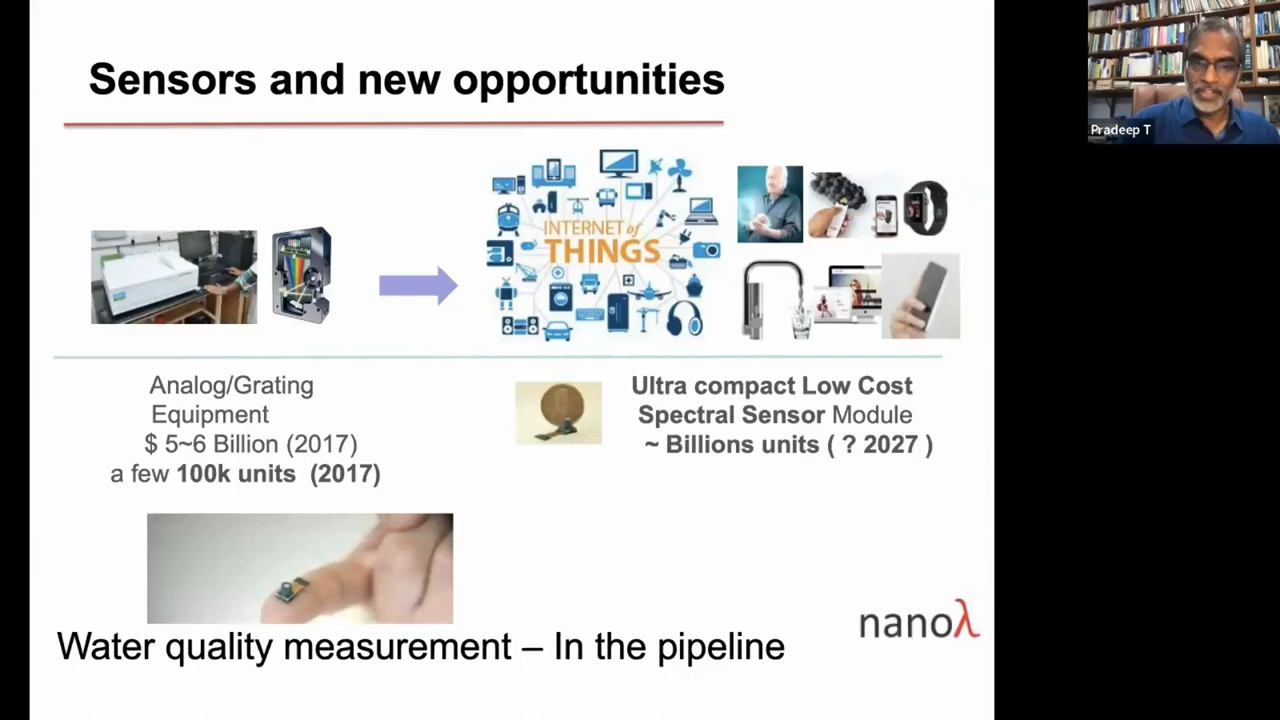 Sensors and new opportunities
Pradeep T
INTERNET of
THINGS
Analog/Grating
Equipment
$ 5~6 Billion (2017)
a few 100k units (2017)
Ultra compact Low Cost
Spectral Sensor Module
~ Billions units ( ? 2027 )
nanoλ
Water quality measurement – In the pipeline